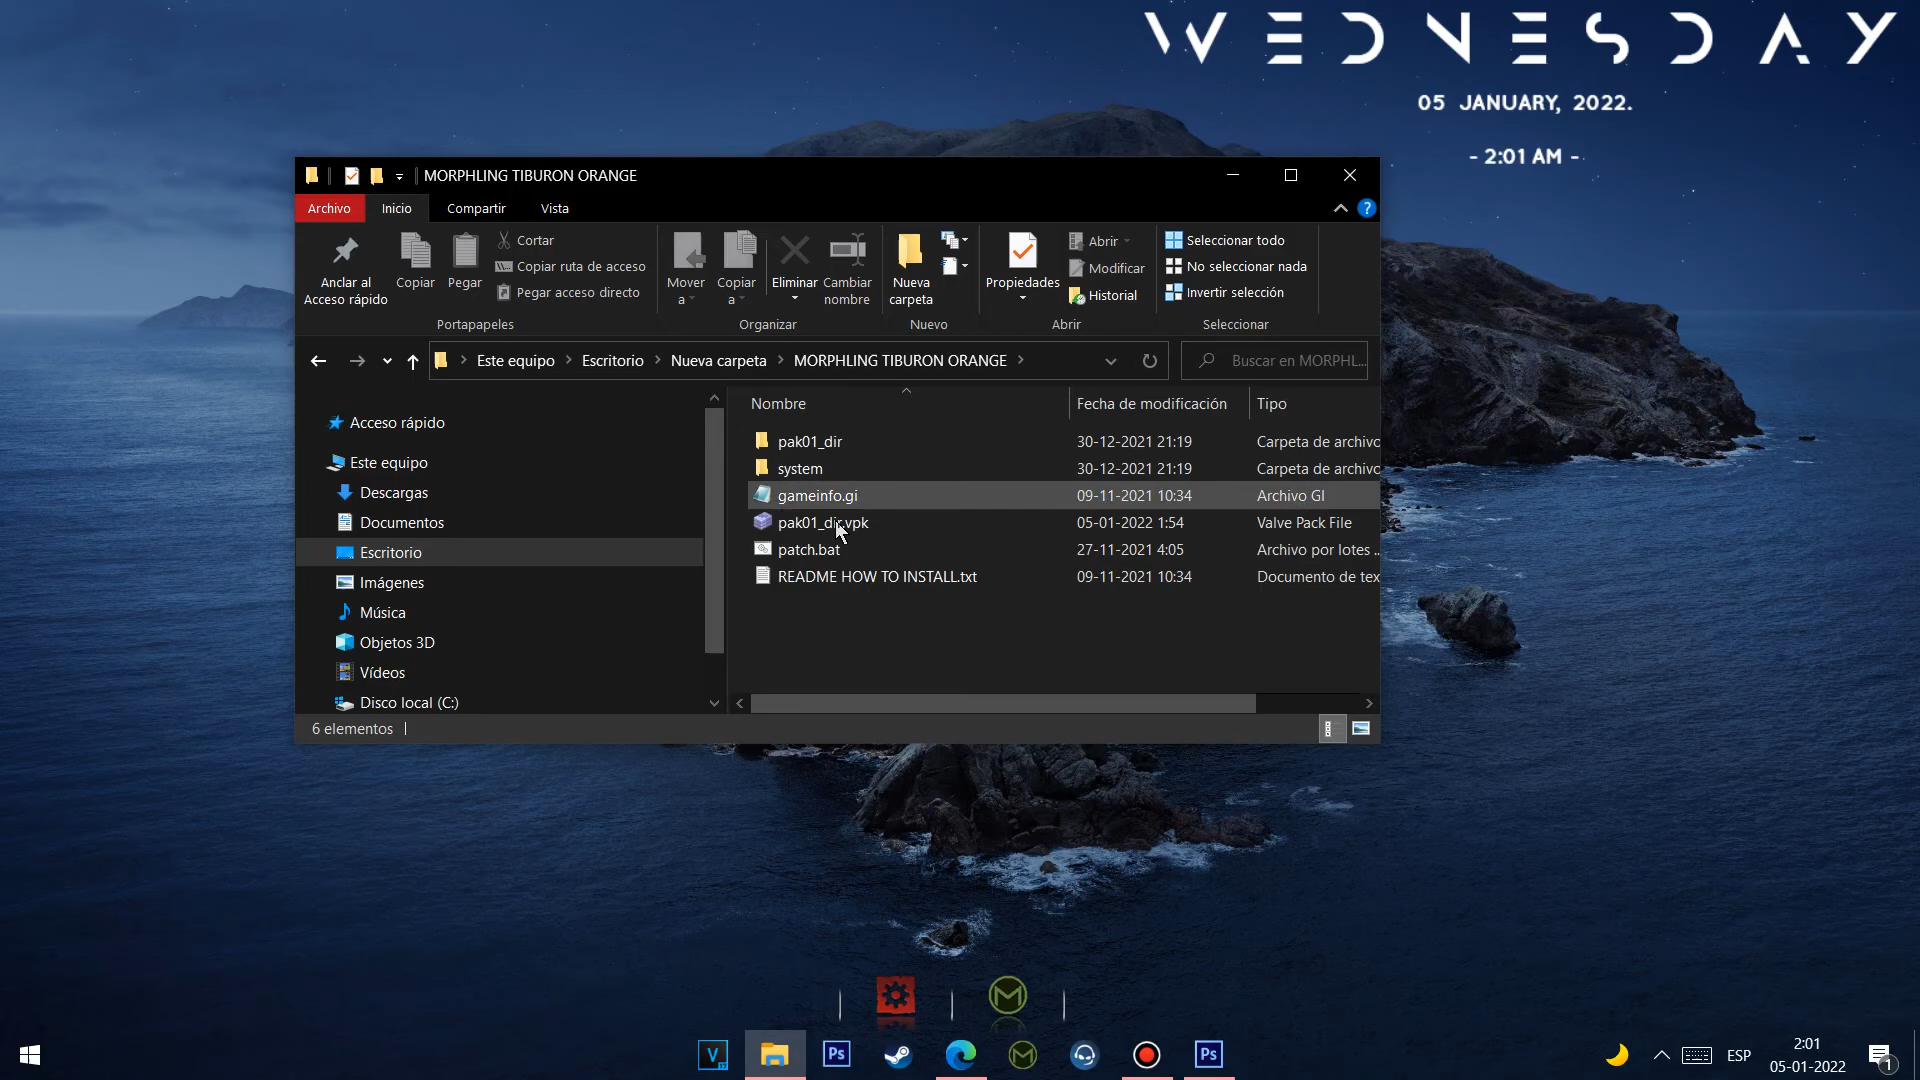 WEDNESDAY
05 JANUARY, 2022.
- 2:01 AM -
MORPHLING TIBURON ORANGE
Archivo Inicio Compartir Vista ?
Anclar al
Acceso rápido
Copiar
Pegar
Cortar
Copiar ruta de acceso
Pegar acceso directo
Portapapeles
Mover
a
Copiar
a
Eliminar
Cambiar
nombre
Organizar
Nueva
carpeta
Nuevo
Propiedades
Abrir
Modificar
Historial
Abrir
Seleccionar todo
No seleccionar nada
Invertir selección
Seleccionar
Este equipo > Escritorio > Nueva carpeta > MORPHLING TIBURON ORANGE >
Buscar en MORPHL...
Acceso rápido
Este equipo
Descargas
Documentos
Escritorio
Imágenes
Música
Objetos 3D
Vídeos
Disco local (C:)
Nombre Fecha de modificación Tipo
pak01_dir 30-12-2021 21:19 Carpeta de archivo
system 30-12-2021 21:19 Carpeta de archivo
gameinfo.gi 09-11-2021 10:34 Archivo GI
pak01_dir.vpk 05-01-2022 1:54 Valve Pack File
patch.bat 27-11-2021 4:05 Archivo por lotes ...
README HOW TO INSTALL.txt 09-11-2021 10:34 Documento de tex
6 elementos
V Ps Ps
ESP
2:01
05-01-2022
1